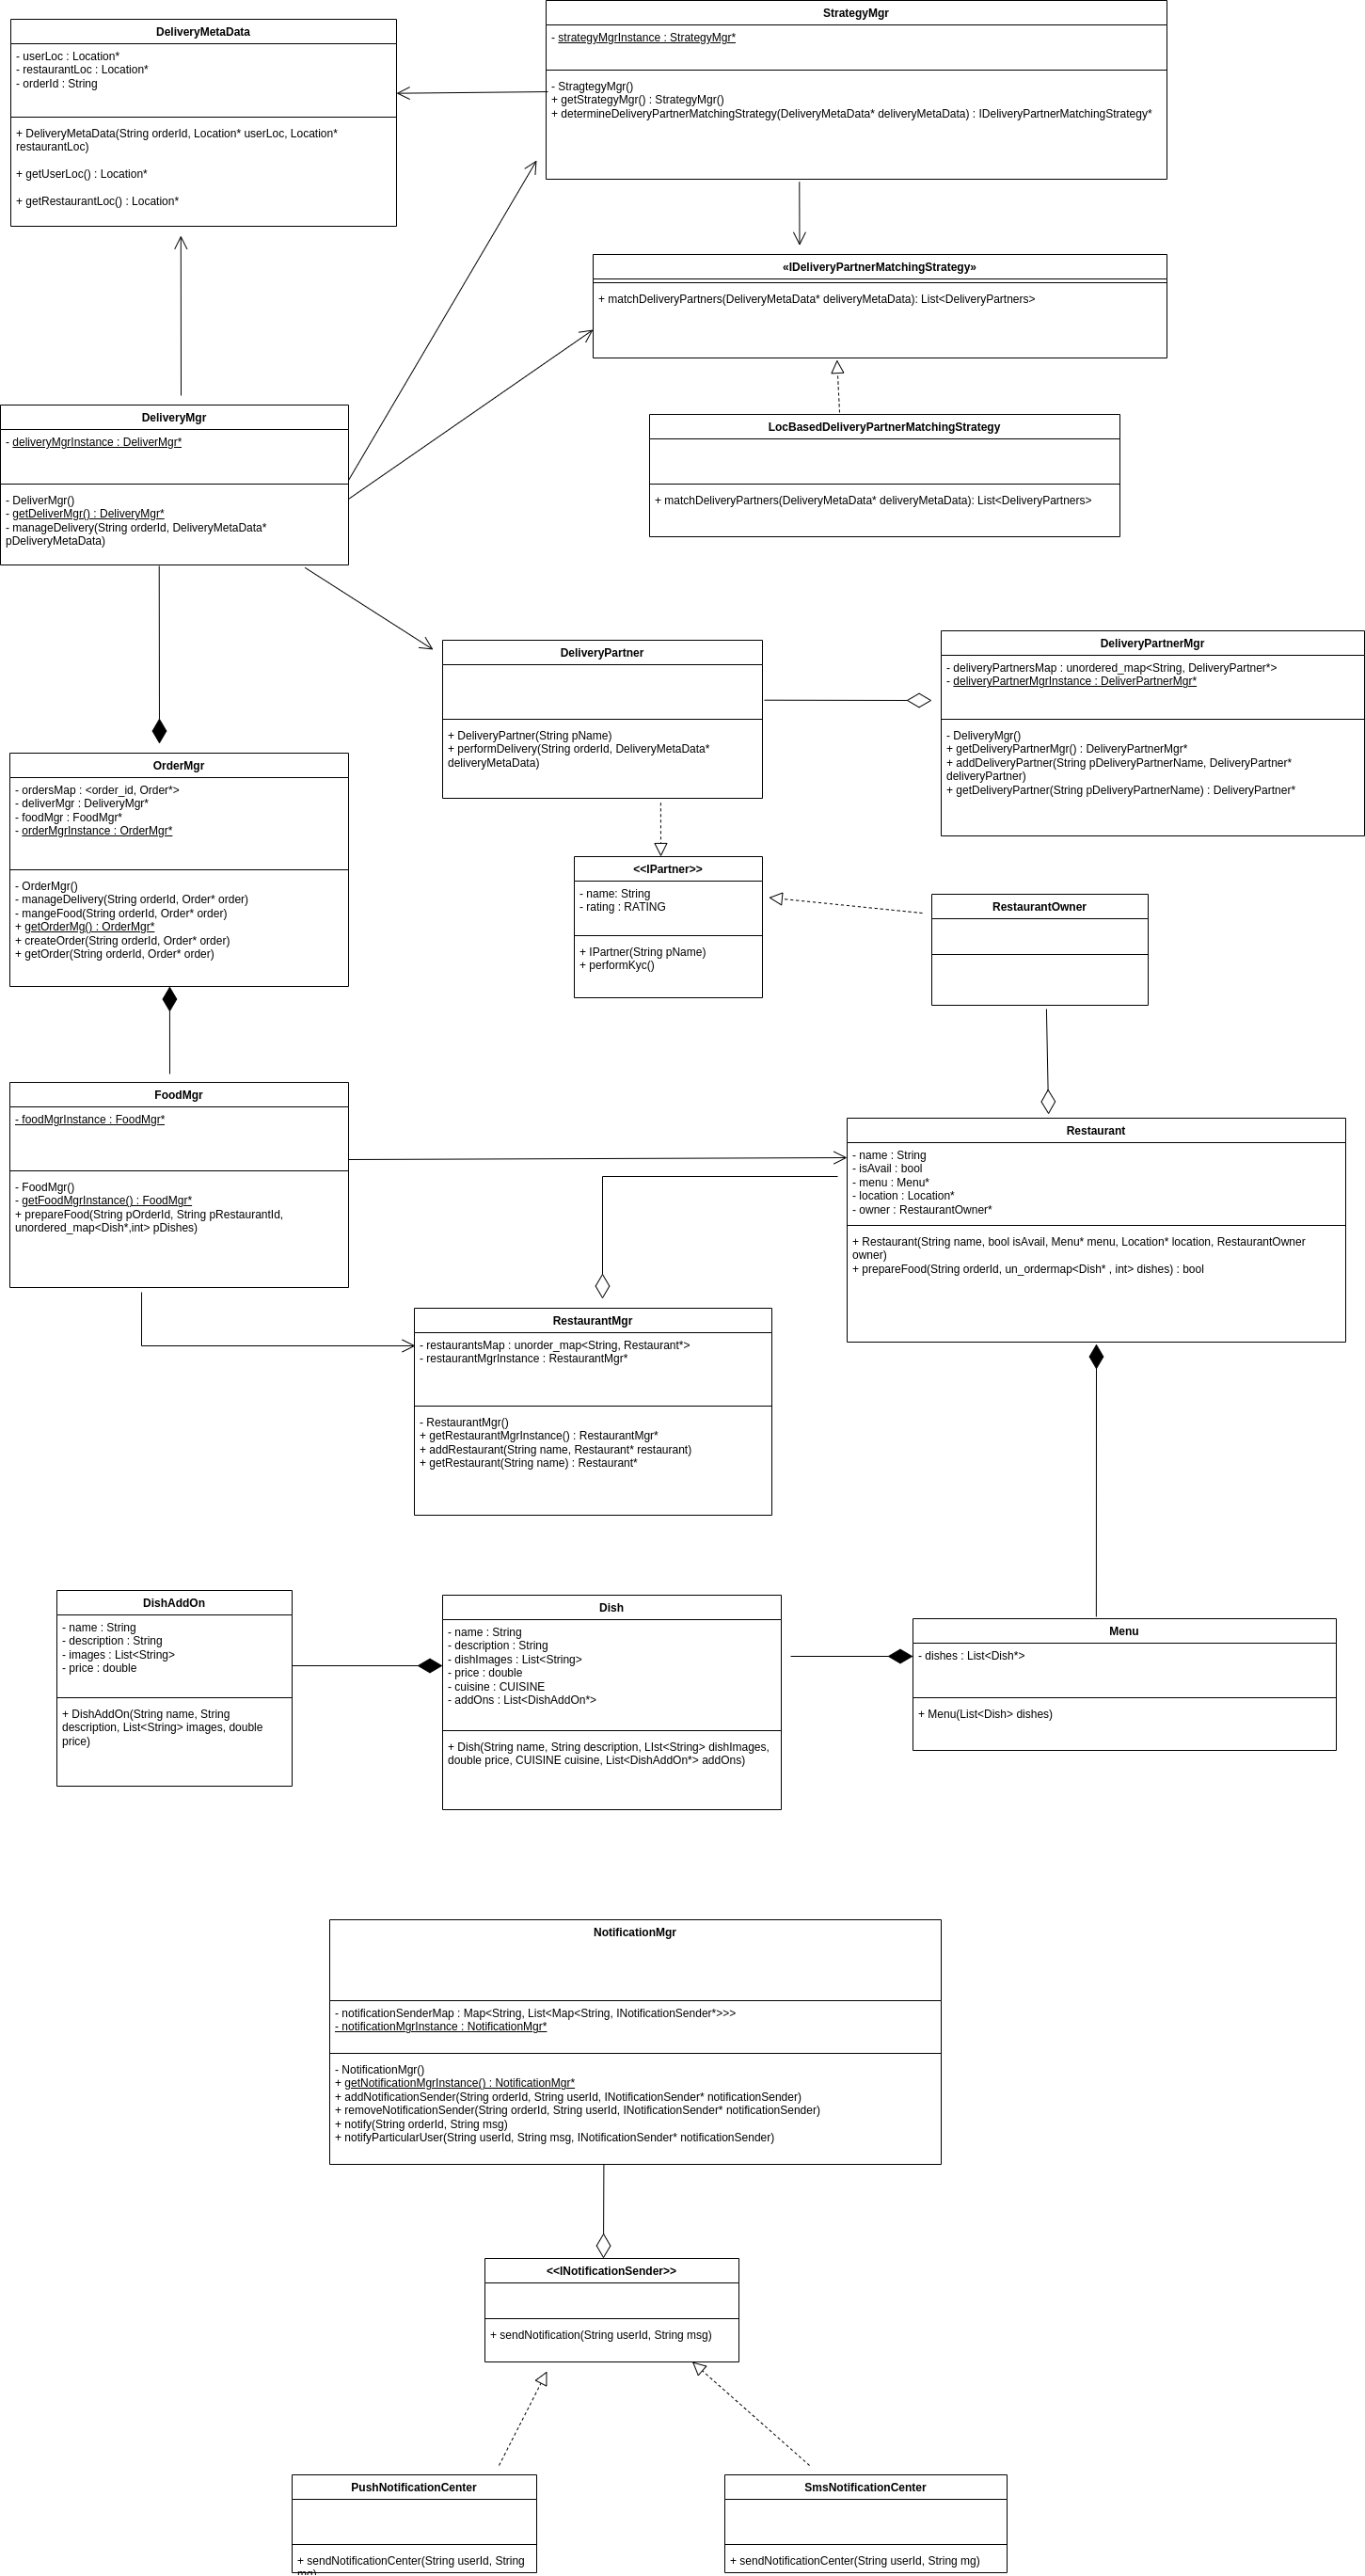 DeliveryMetaData
- userLoc : Location*
- restaurantLoc : Location*
- orderId : String
+ DeliveryMetaData(String orderId, Location* userLoc, Location*
restaurantLoc)
+ getUserLoc() : Location*
+ getRestaurantLoc() : Location*
StrategyMgr
- strategyMgrInstance : StrategyMgr*
- StragtegyMgr()
+ getStrategyMgr() : StrategyMgr()
+ determineDeliveryPartnerMatchingStrategy(DeliveryMetaData* deliveryMetaData) : IDeliveryPartnerMatchingStrategy*
«IDeliveryPartnerMatchingStrategy»
+ matchDeliveryPartners(DeliveryMetaData* deliveryMetaData): List<DeliveryPartners>
LocBasedDeliveryPartnerMatchingStrategy
+ matchDeliveryPartners(DeliveryMetaData* deliveryMetaData): List<DeliveryPartners>
DeliveryMgr
- deliveryMgrInstance : DeliverMgr*
- DeliverMgr()
- getDeliverMgr() : DeliveryMgr*
- manageDelivery(String orderId, DeliveryMetaData*
pDeliveryMetaData)
DeliveryPartner
+ DeliveryPartner(String pName)
+ performDelivery(String orderId, DeliveryMetaData*
deliveryMetaData)
DeliveryPartnerMgr
- deliveryPartnersMap : unordered_map<String, DeliveryPartner*>
- deliveryPartnerMgrInstance : DeliverPartnerMgr*
- DeliveryMgr()
+ getDeliveryPartnerMgr() : DeliveryPartnerMgr*
+ addDeliveryPartner(String pDeliveryPartnerName, DeliveryPartner*
deliveryPartner)
+ getDeliveryPartner(String pDeliveryPartnerName) : DeliveryPartner*
OrderMgr
- ordersMap : <order_id, Order*>
- deliverMgr : DeliveryMgr*
- foodMgr : FoodMgr*
- orderMgrInstance : OrderMgr*
- OrderMgr()
- manageDelivery(String orderId, Order* order)
- mangeFood(String orderId, Order* order)
+ getOrderMg() : OrderMgr*
+ createOrder(String orderId, Order* order)
+ getOrder(String orderId, Order* order)
<<IPartner>>
- name: String
- rating : RATING
+ IPartner(String pName)
+ performKyc()
RestaurantOwner
FoodMgr
- foodMgrInstance : FoodMgr*
- FoodMgr()
- getFoodMgrInstance() : FoodMgr*
+ prepareFood(String pOrderId, String pRestaurantId,
unordered_map<Dish*,int> pDishes)
Restaurant
- name : String
- isAvail : bool
- menu : Menu*
- location : Location*
- owner : RestaurantOwner*
+ Restaurant(String name, bool isAvail, Menu* menu, Location* location, RestaurantOwner
owner)
+ prepareFood(String orderId, un_ordermap<Dish* , int> dishes) : bool
RestaurantMgr
- restaurantsMap : unorder_map<String, Restaurant*>
- restaurantMgrInstance : RestaurantMgr*
- RestaurantMgr()
+ getRestaurantMgrInstance() : RestaurantMgr*
+ addRestaurant(String name, Restaurant* restaurant)
+ getRestaurant(String name) : Restaurant*
DishAddOn
- name : String
- description : String
- images : List<String>
- price : double
+ DishAddOn(String name, String
description, List<String> images, double
price)
Dish
- name : String
- description : String
- dishImages : List<String>
- price : double
- cuisine : CUISINE
- addOns : List<DishAddOn*>
+ Dish(String name, String description, LIst<String> dishImages,
double price, CUISINE cuisine, List<DishAddOn*> addOns)
Menu
- dishes : List<Dish*>
+ Menu(List<Dish> dishes)
NotificationMgr
- notificationSenderMap : Map<String, List<Map<String, INotificationSender*>>>
- notificationMgrInstance : NotificationMgr*
- NotificationMgr()
+ getNotificationMgrInstance() : NotificationMgr*
+ addNotificationSender(String orderId, String userId, INotificationSender* notificationSender)
+ removeNotificationSender(String orderId, String userId, INotificationSender* notificationSender)
+ notify(String orderId, String msg)
+ notifyParticularUser(String userId, String msg, INotificationSender* notificationSender)
<<INotificationSender>>
+ sendNotification(String userId, String msg)
PushNotificationCenter
+ sendNotificationCenter(String userId, String
mg)
SmsNotificationCenter
+ sendNotificationCenter(String userId, String mg)